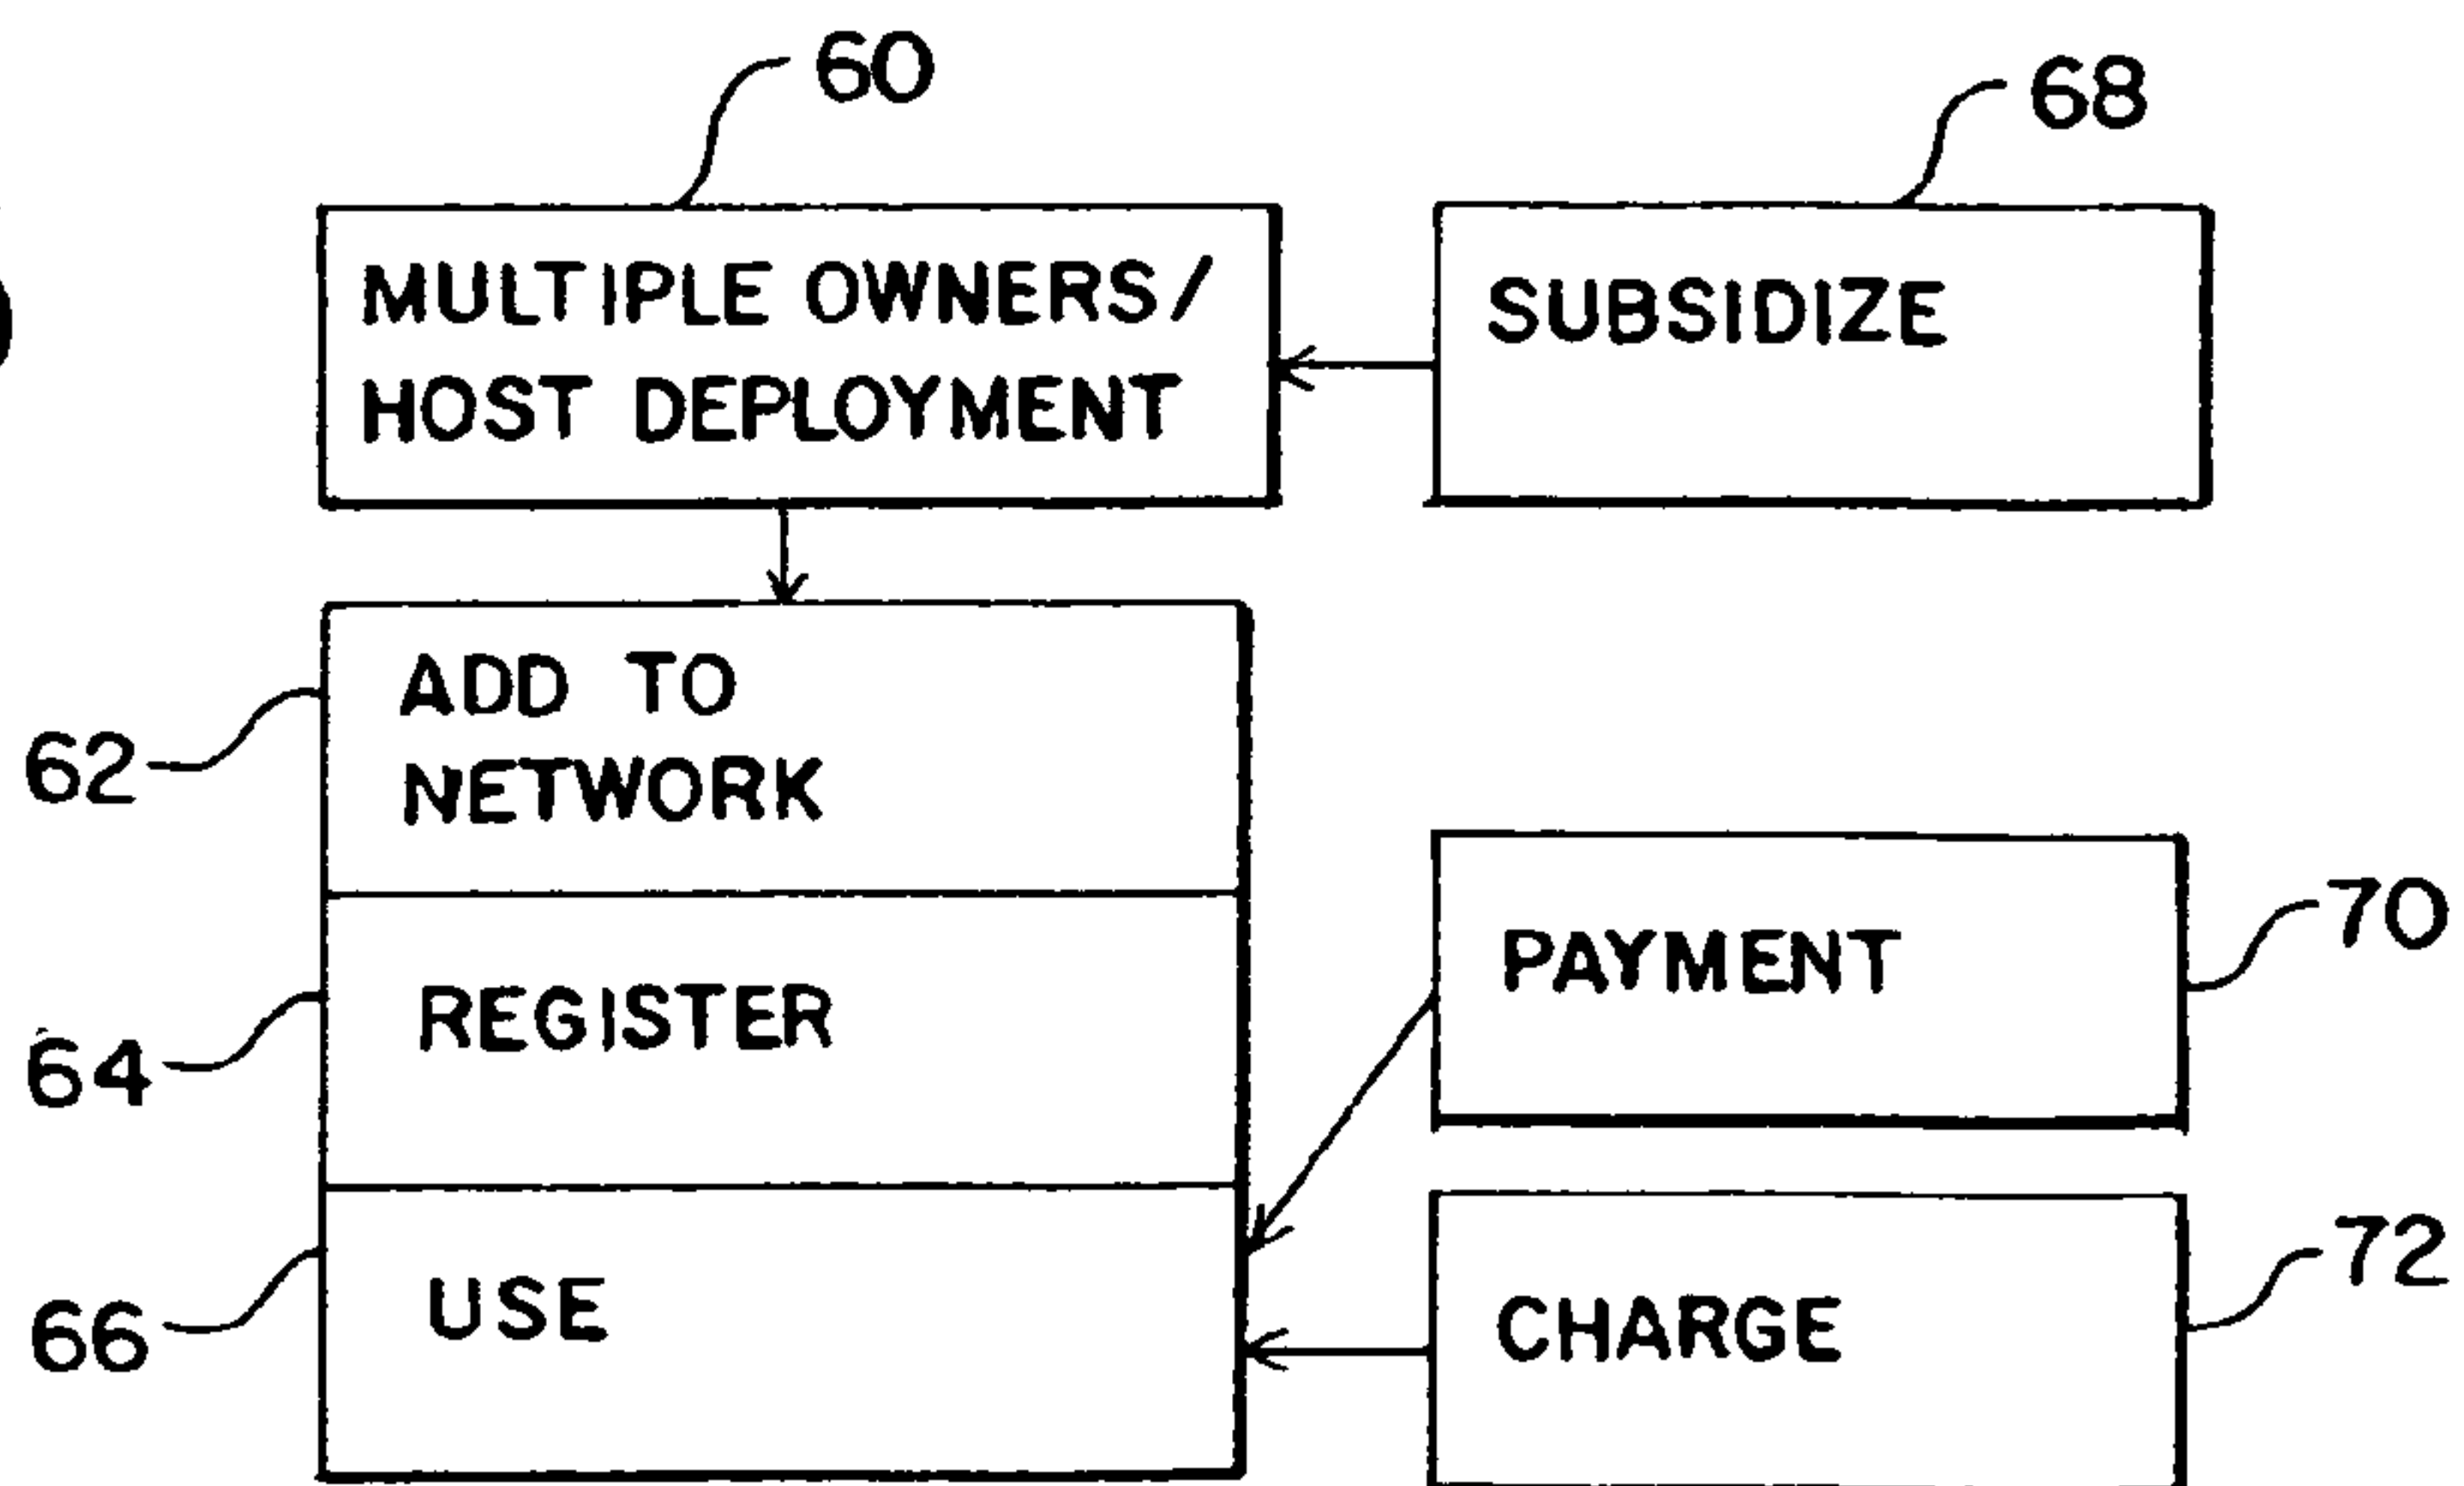 60
68
MULTIPLE OWNERS/
HOST DEPLOYMENT
SUBSIDIZE
ADD TO
NETWORK
62
PAYMENT
70
REGISTER
64
USE
66
CHARGE
72